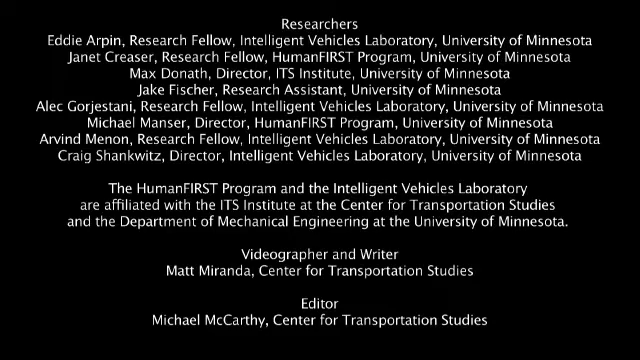 Researchers
Eddie Arpin, Research Fellow, Intelligent Vehicles Laboratory, University of Minnesota
Janet Creaser, Research Fellow, HumanFIRST Program, University of Minnesota
Max Donath, Director, ITS Institute, University of Minnesota
Jake Fischer, Research Assistant, University of Minnesota
Alec Gorjestani, Research Fellow, Intelligent Vehicles Laboratory, University of Minnesota
Michael Manser, Director, HumanFIRST Program, University of Minnesota
Arvind Menon, Research Fellow, Intelligent Vehicles Laboratory, University of Minnesota
Craig Shankwitz, Director, Intelligent Vehicles Laboratory, University of Minnesota
The HumanFIRST Program and the Intelligent Vehicles Laboratory
are affiliated with the ITS Institute at the Center for Transportation Studies
and the Department of Mechanical Engineering at the University of Minnesota.
Videographer and Writer
Matt Miranda, Center for Transportation Studies
Editor
Michael McCarthy, Center for Transportation Studies